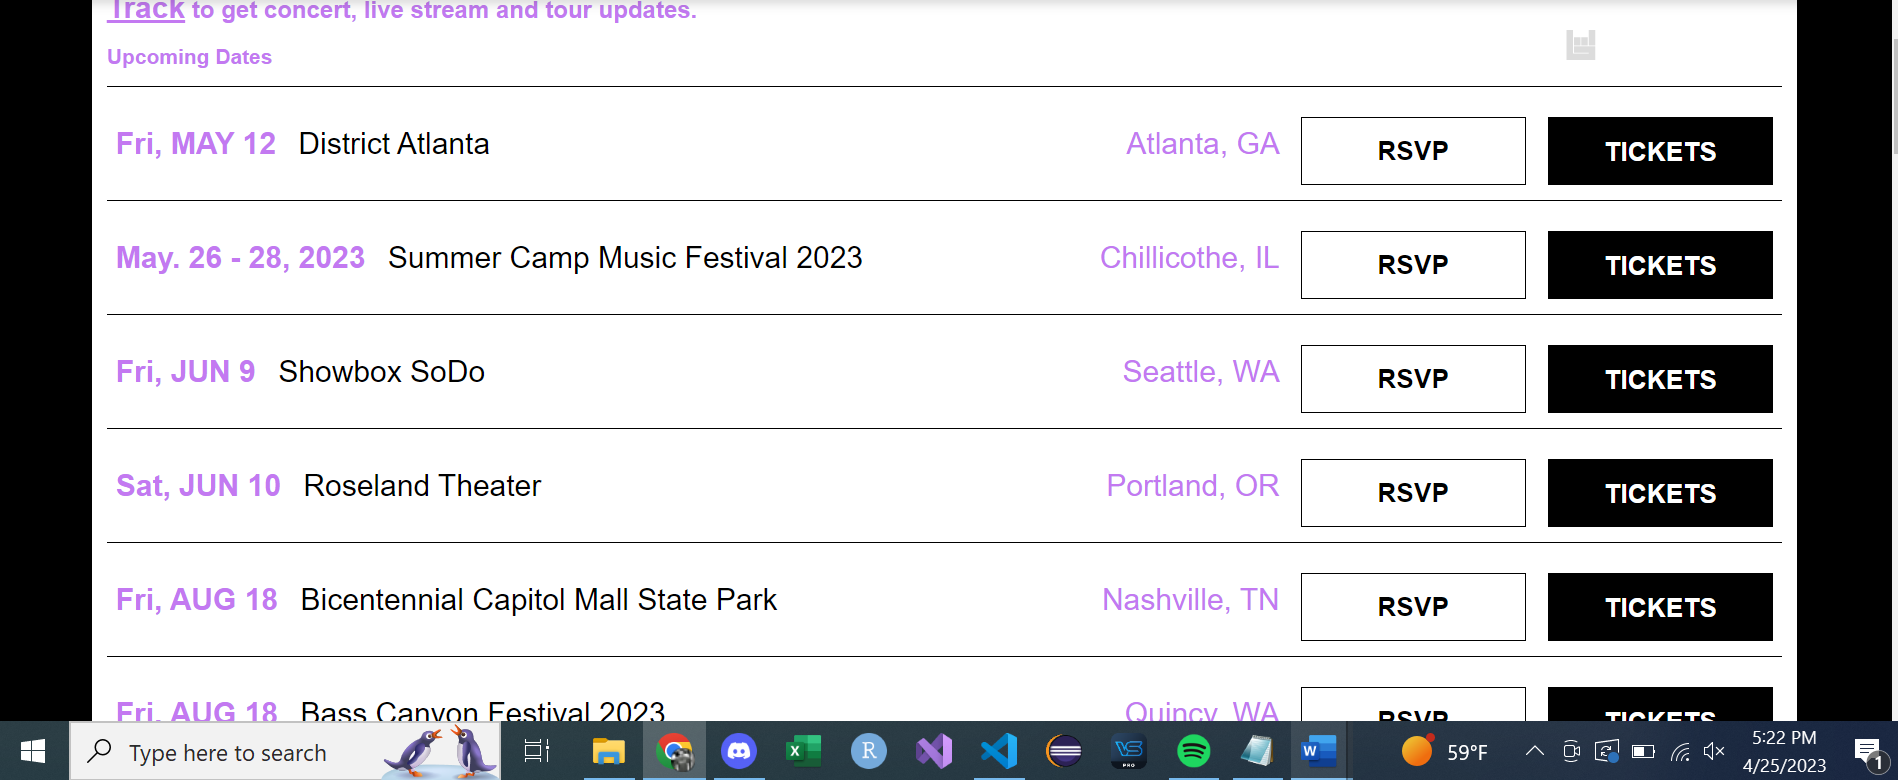 Track to get concert, live stream and tour updates.
Upcoming Dates
Fri, MAY 12 District Atlanta Atlanta, GA RSVP TICKETS
May. 26 - 28, 2023 Summer Camp Music Festival 2023 Chillicothe, IL RSVP TICKETS
Fri, JUN 9 Showbox SoDo Seattle, WA RSVP TICKETS
Sat, JUN 10 Roseland Theater Portland, OR RSVP TICKETS
Fri, AUG 18 Bicentennial Capitol Mall State Park Nashville, TN RSVP TICKETS
Fri, AUG 18 Bass Canyon Festival 2023 Quincy, WA RSVP TICKETS
Type here to search
X
R
VS
PRO
W
59°F
5:22 PM
4/25/2023
1